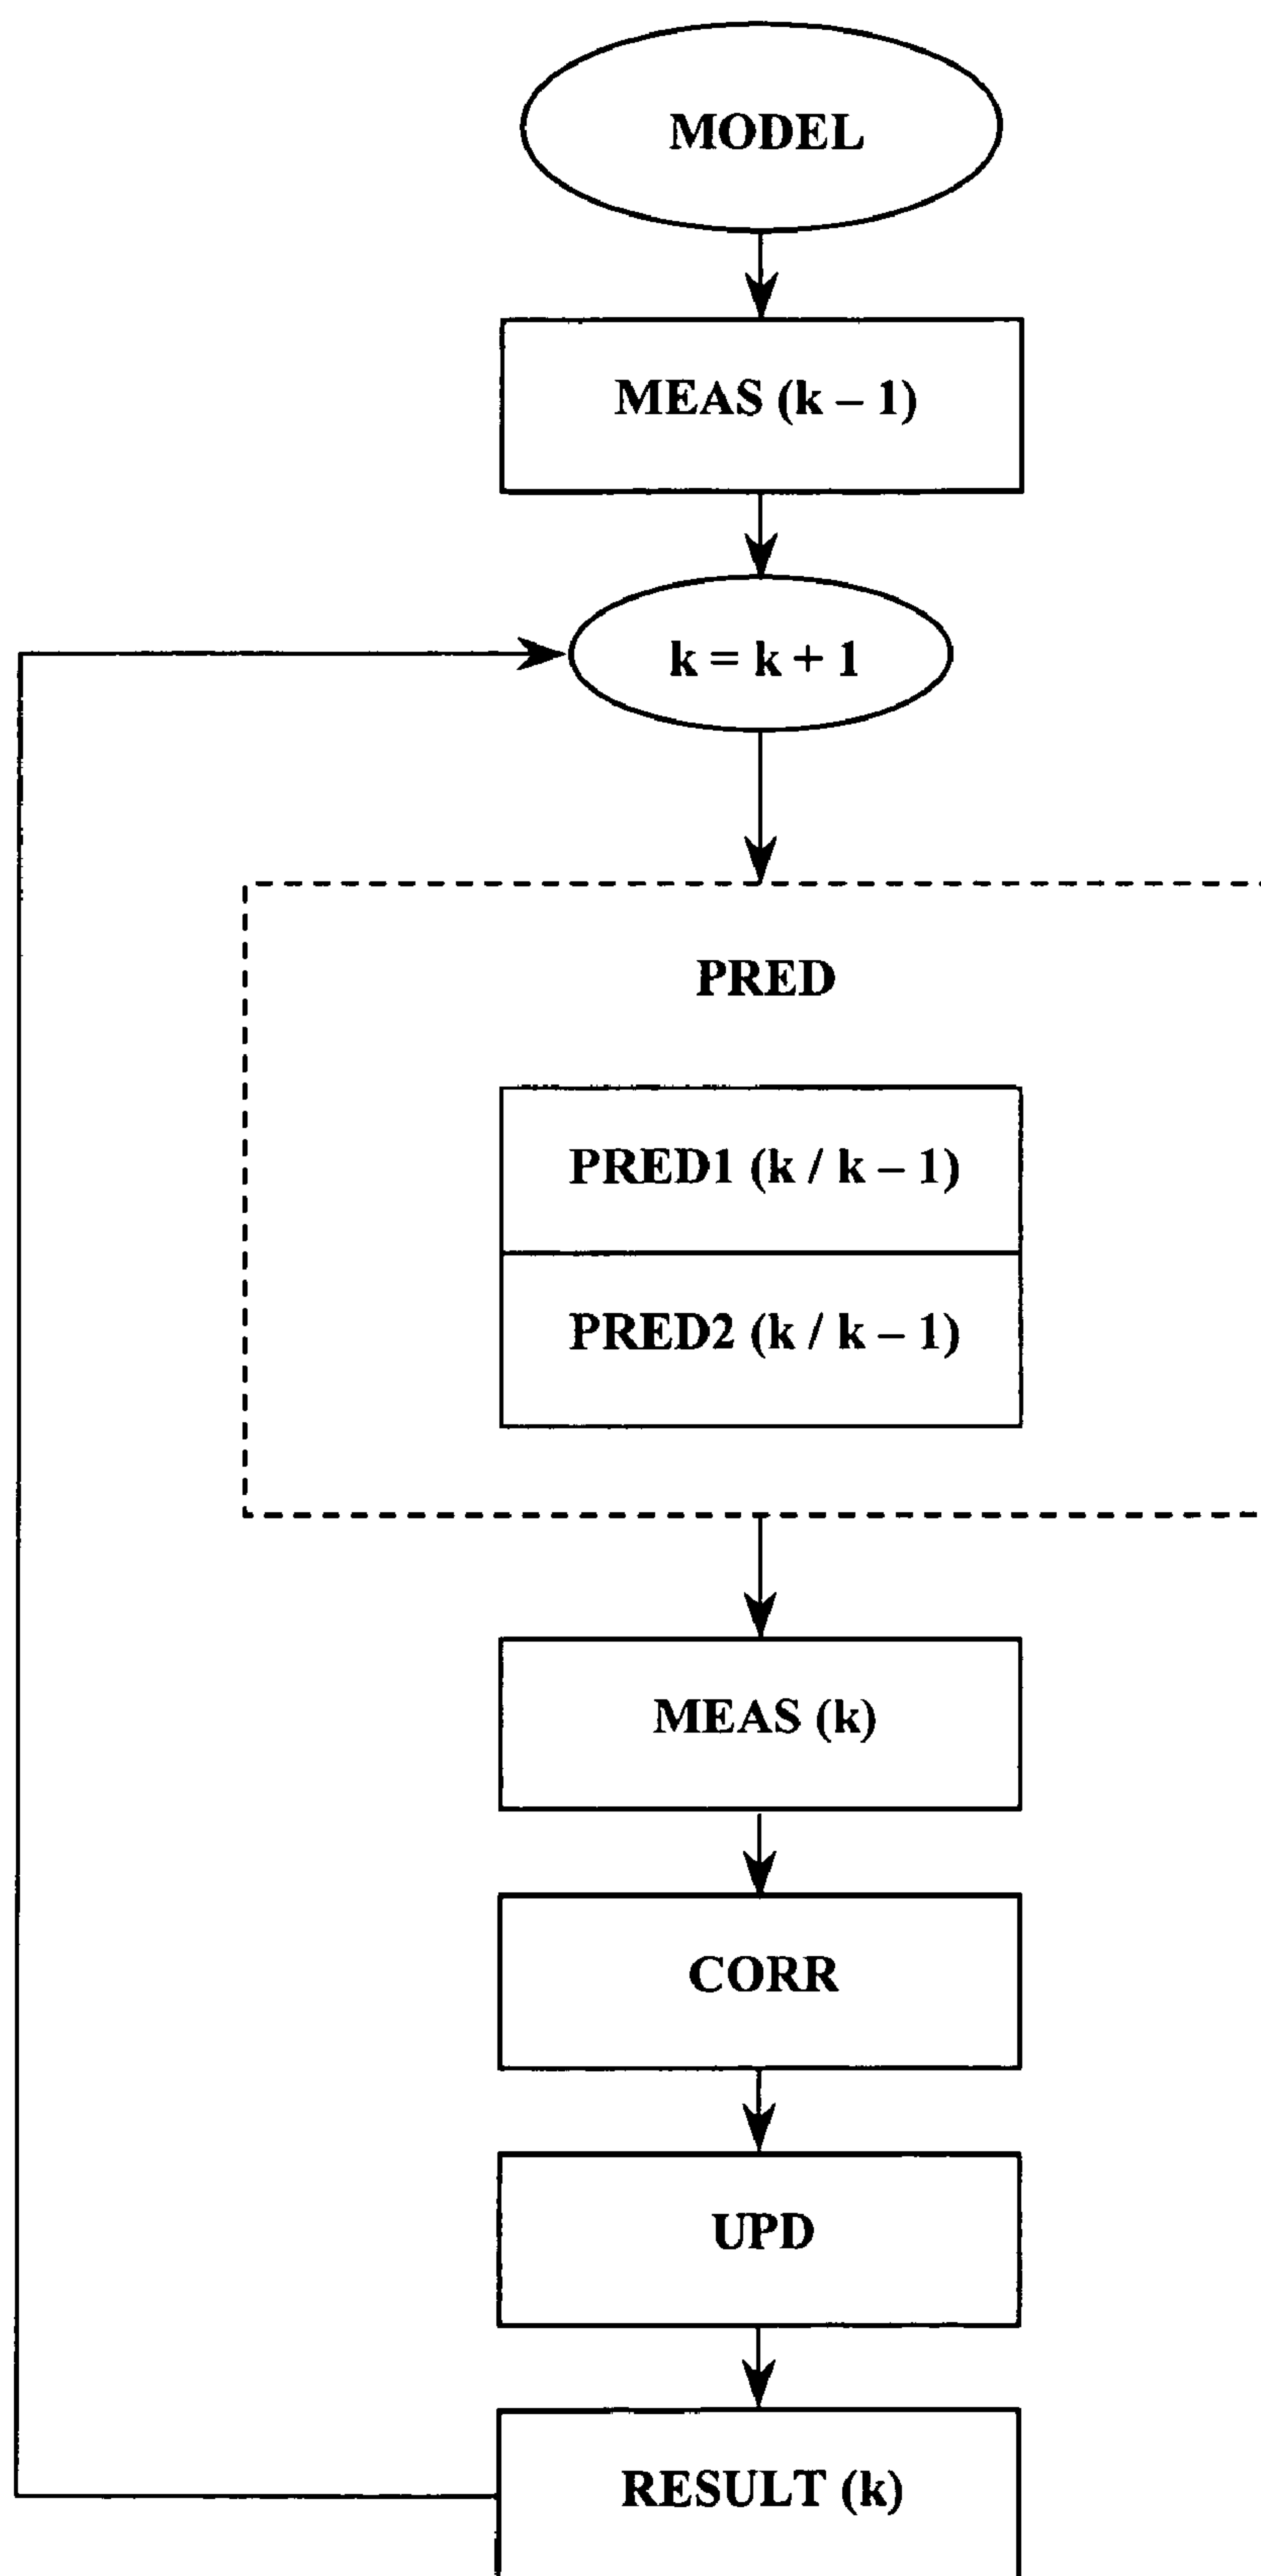 MODEL
MEAS (k – 1)
k = k + 1
PRED
PRED1 (k / k – 1)
PRED2 (k / k – 1)
MEAS (k)
CORR
UPD
RESULT (k)